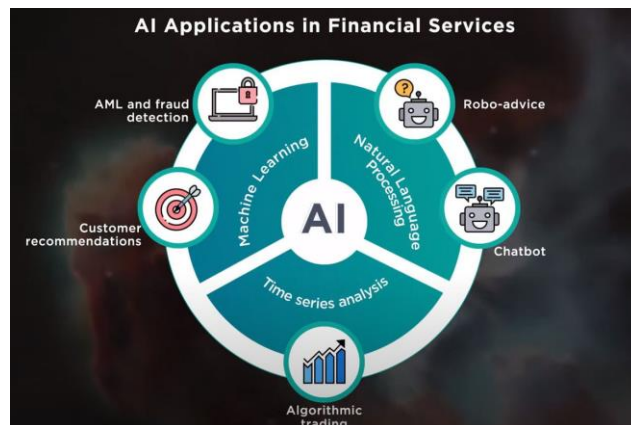 AI Applications in Financial Services
AML and fraud
detection
Robo-advice
?
Machine Learning
Natural Language
Processing
AI
Customer
recommendations
Chatbot
Time series analysis
Algorithmic
trading